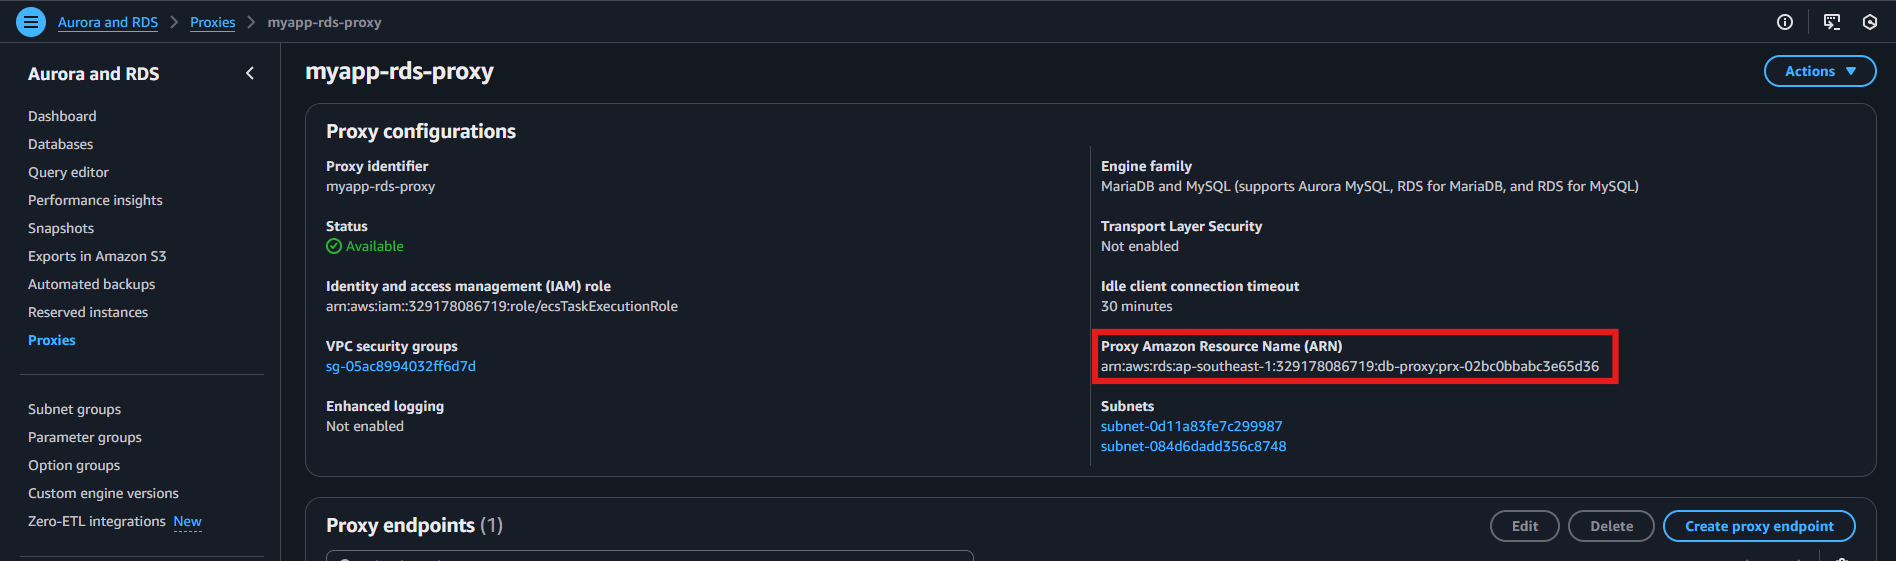 Aurora and RDS > Proxies > myapp-rds-proxy
Aurora and RDS
Dashboard
Databases
Query editor
Performance insights
Snapshots
Exports in Amazon S3
Automated backups
Reserved instances
Proxies
Subnet groups
Parameter groups
Option groups
Custom engine versions
Zero-ETL integrations New
myapp-rds-proxy
Actions
Proxy configurations
Proxy identifier
myapp-rds-proxy
Status
Available
Identity and access management (IAM) role
arn:aws:iam::329178086719:role/ecsTaskExecutionRole
VPC security groups
sg-05ac8994032ff6d7d
Enhanced logging
Not enabled
Engine family
MariaDB and MySQL (supports Aurora MySQL, RDS for MariaDB, and RDS for MySQL)
Transport Layer Security
Not enabled
Idle client connection timeout
30 minutes
Proxy Amazon Resource Name (ARN)
arn:aws:rds:ap-southeast-1:329178086719:db-proxy:prx-02bc0bbabc3e65d36
Subnets
subnet-0d11a83fe7c299987
subnet-084d6dadd356c8748
Proxy endpoints (1)
Edit
Delete
Create proxy endpoint